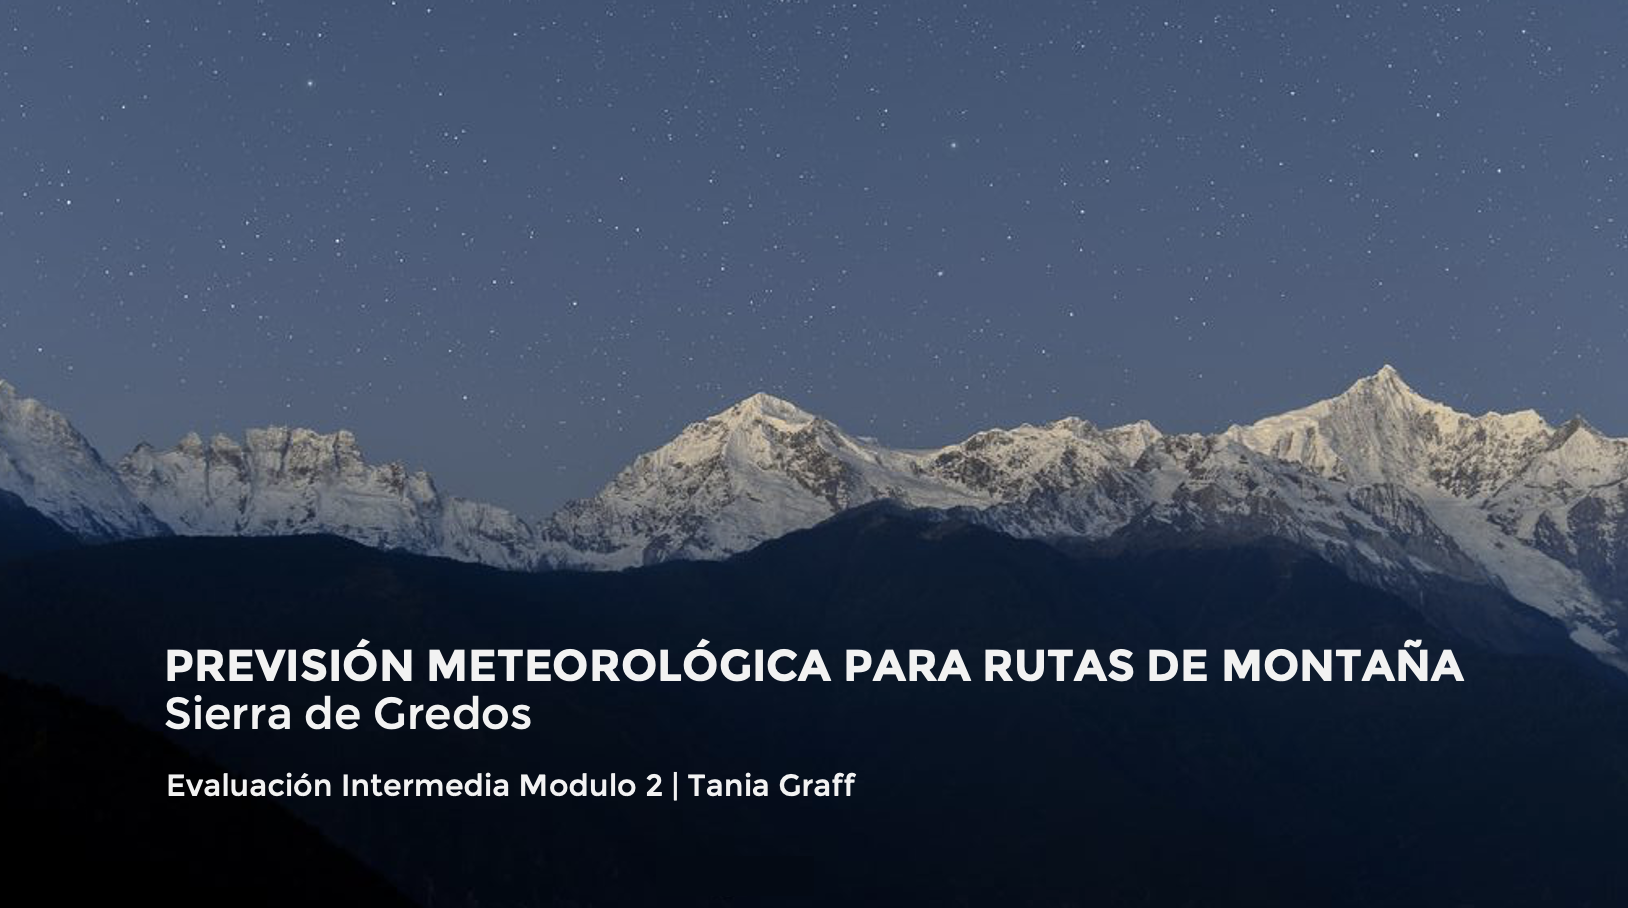 PREVISIÓN METEOROLÓGICA PARA RUTAS DE MONTAÑA
Sierra de Gredos
Evaluación Intermedia Modulo 2 | Tania Graff